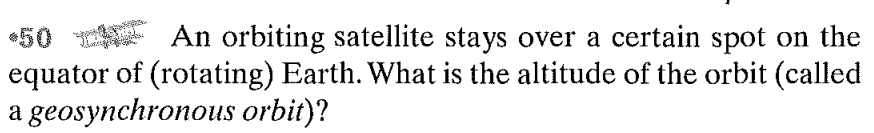 •50 An orbiting satellite stays over a certain spot on the
equator of (rotating) Earth. What is the altitude of the orbit (called
a geosynchronous orbit)?